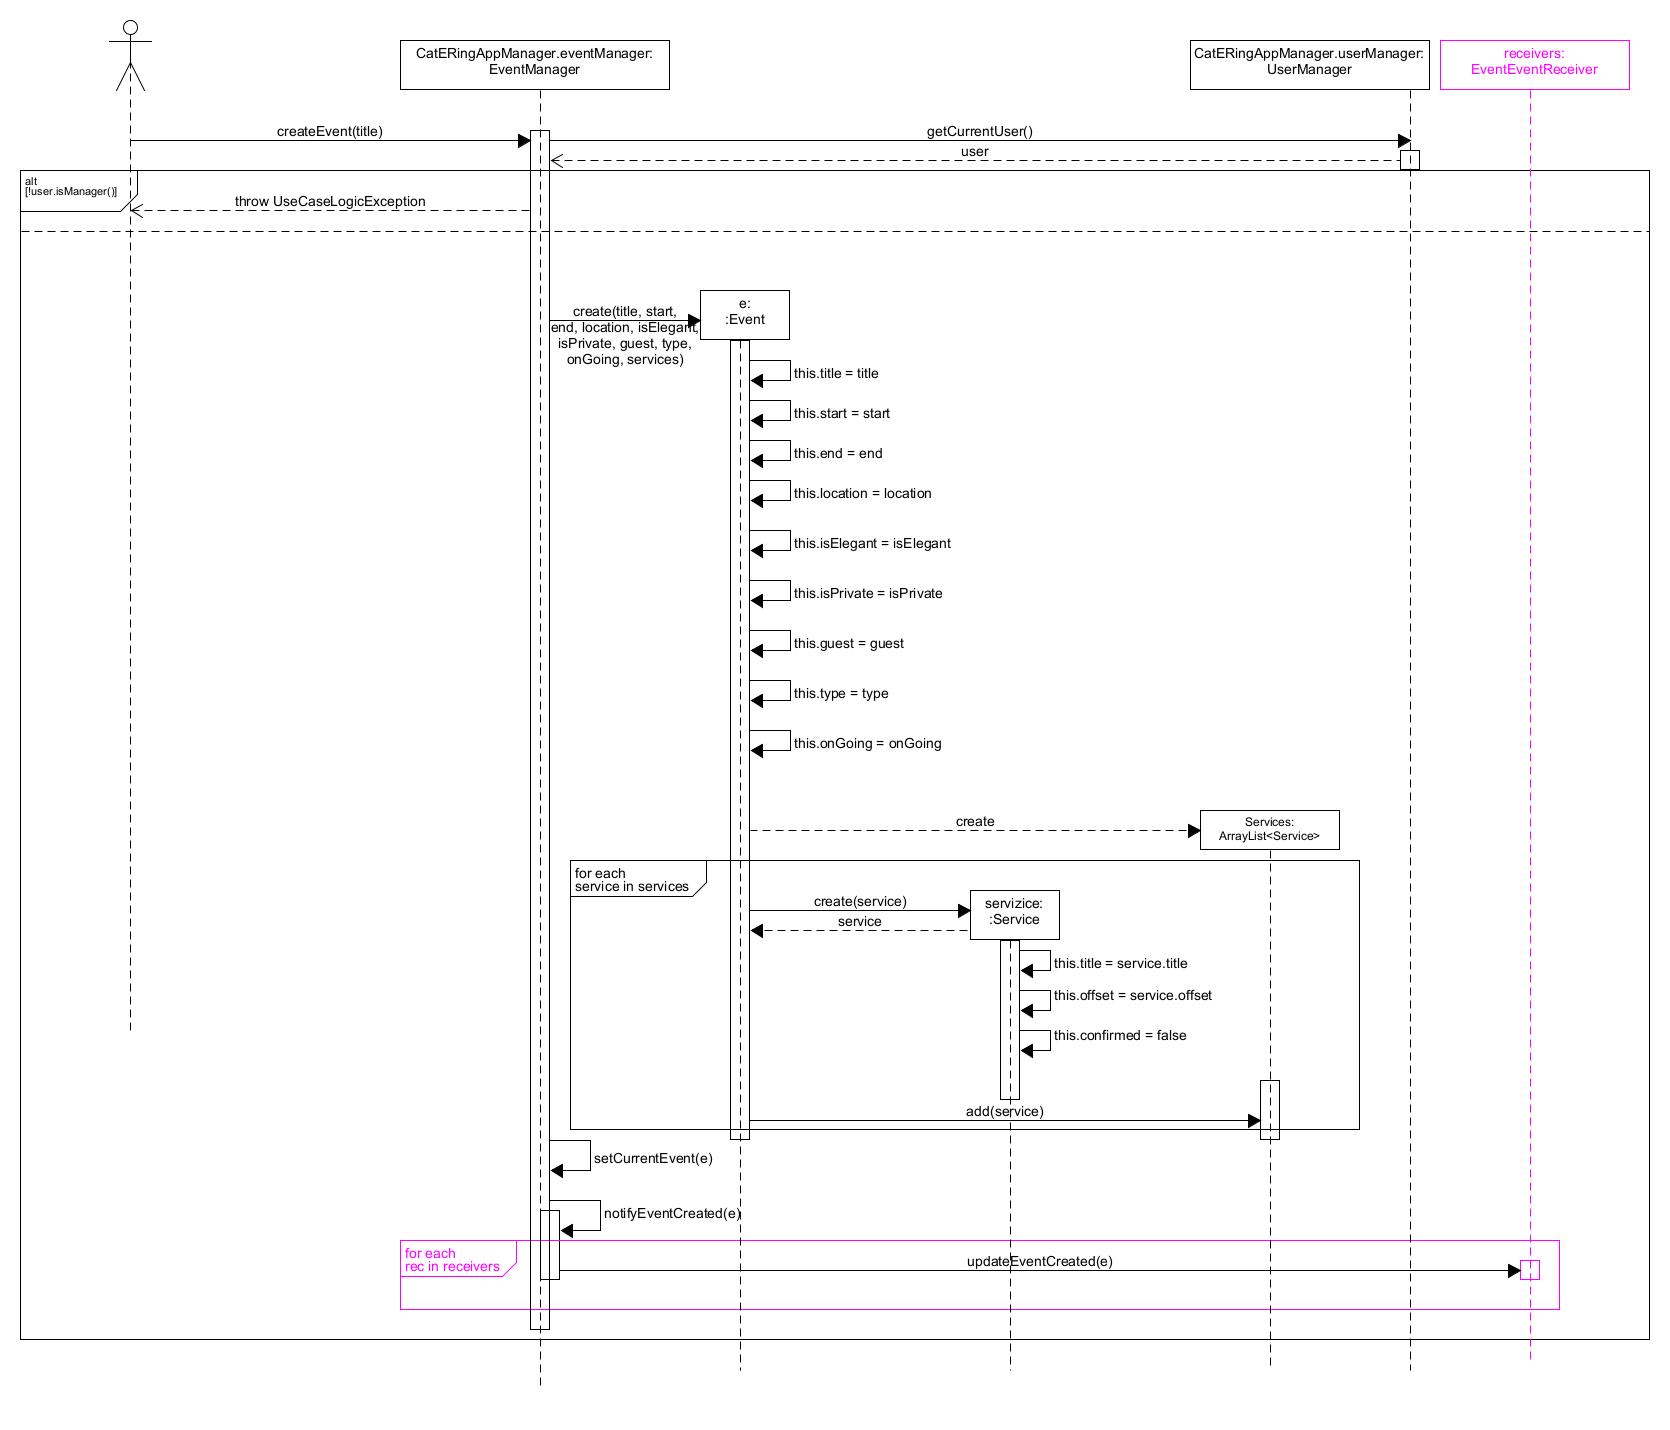 CatERingAppManager.eventManager:
EventManager
CatERingAppManager.userManager:
UserManager
receivers:
EventEventReceiver
createEvent(title)
getCurrentUser()
user
alt
[!user.isManager()]
throw UseCaseLogicException
e:
:Event
create(title, start,
end, location, isElegant,
isPrivate, guest, type,
onGoing, services)
this.title = title
this.start = start
this.end = end
this.location = location
this.isElegant = isElegant
this.isPrivate = isPrivate
this.guest = guest
this.type = type
this.onGoing = onGoing
create
Services:
ArrayList<Service>
for each
service in services
create(service)
service
servizice:
:Service
this.title = service.title
this.offset = service.offset
this.confirmed = false
add(service)
setCurrentEvent(e)
notifyEventCreated(e)
for each
rec in receivers
updateEventCreated(e)